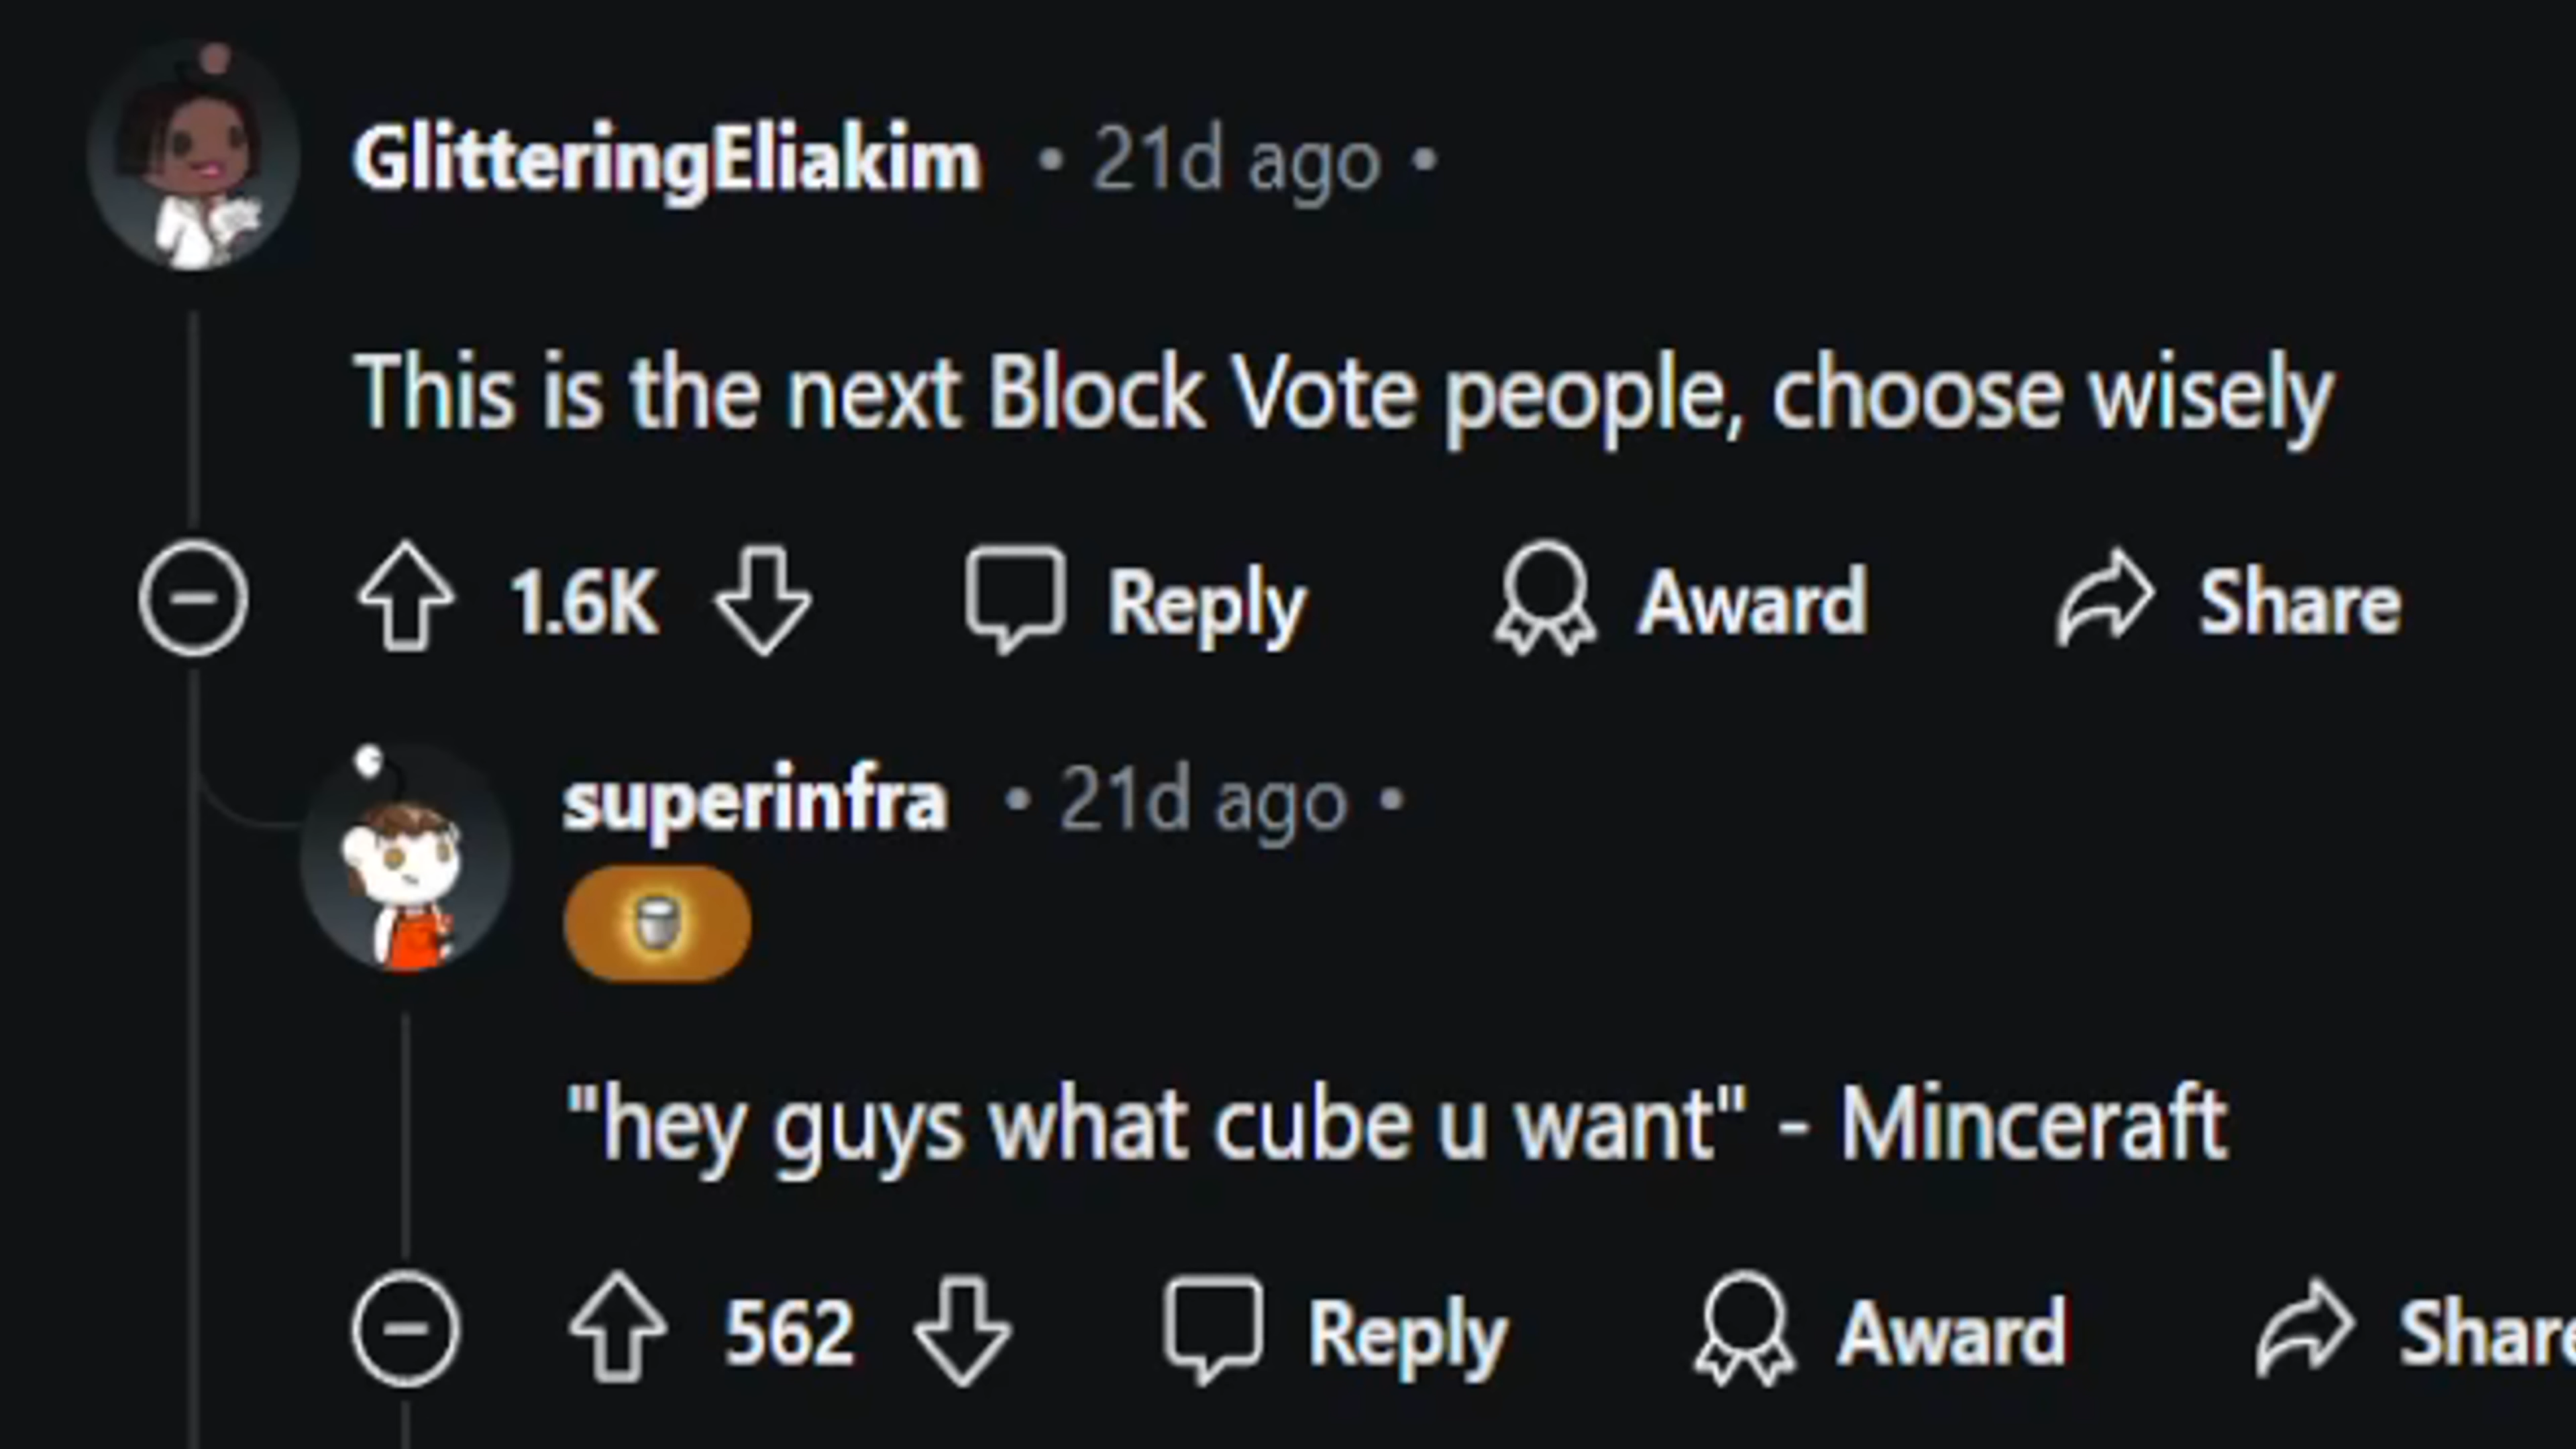 GlitteringEliakim • 21d ago •
This is the next Block Vote people, choose wisely
1.6K Reply Award Share
superinfra • 21d ago •
"hey guys what cube u want" - Minceraft
562 Reply Award Share